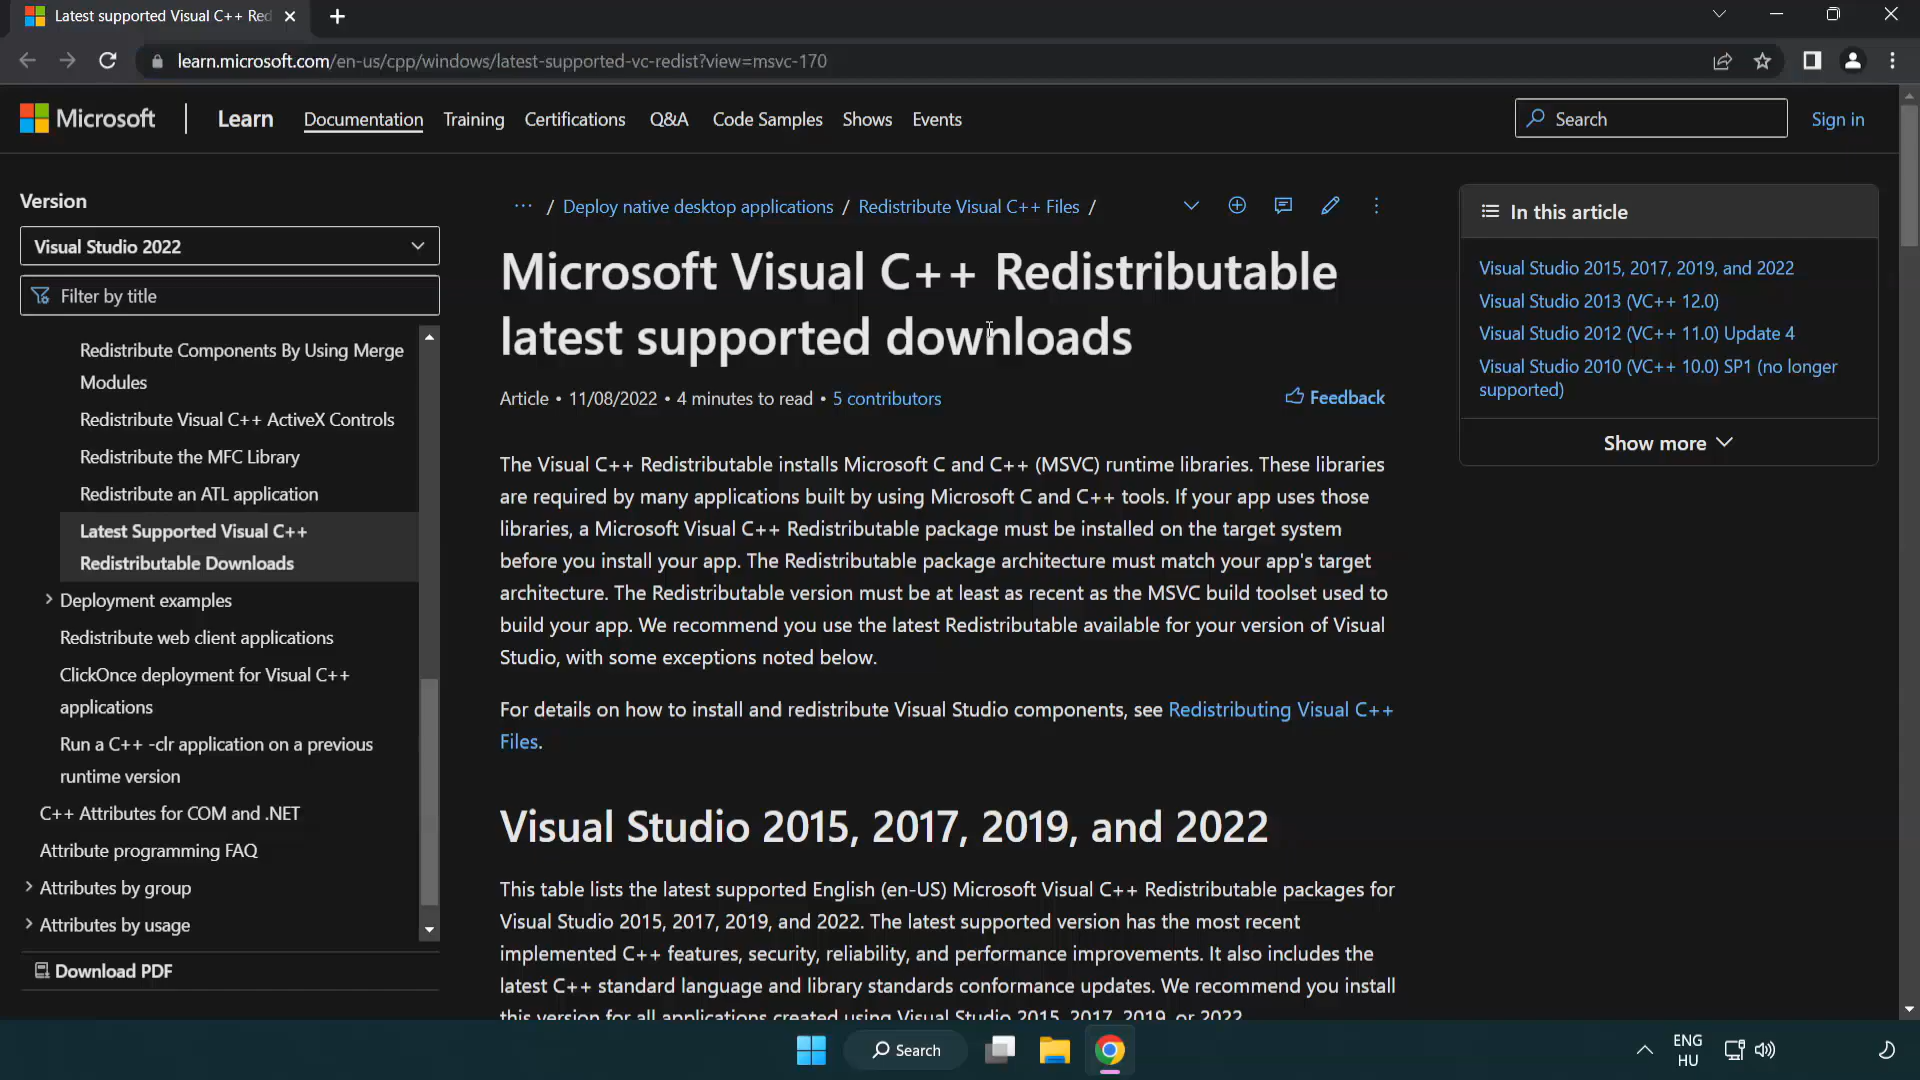 Latest supported Visual C++ Red
learn.microsoft.com/en-us/cpp/windows/latest-supported-vc-redist?view=msvc-170
Microsoft
Learn
Documentation
Training
Certifications
Q&A
Code Samples
Shows
Events
Search
Sign in
Version
Visual Studio 2022
Filter by title
Redistribute Components By Using Merge
Modules
Redistribute Visual C++ ActiveX Controls
Redistribute the MFC Library
Redistribute an ATL application
Latest Supported Visual C++
Redistributable Downloads
Deployment examples
Redistribute web client applications
ClickOnce deployment for Visual C++
applications
Run a C++ -clr application on a previous
runtime version
C++ Attributes for COM and .NET
Attribute programming FAQ
Attributes by group
Attributes by usage
Download PDF
··· / Deploy native desktop applications / Redistribute Visual C++ Files /
Microsoft Visual C++ Redistributable
latest supported downloads
Article • 11/08/2022 • 4 minutes to read • 5 contributors
Feedback
The Visual C++ Redistributable installs Microsoft C and C++ (MSVC) runtime libraries. These libraries
are required by many applications built by using Microsoft C and C++ tools. If your app uses those
libraries, a Microsoft Visual C++ Redistributable package must be installed on the target system
before you install your app. The Redistributable package architecture must match your app's target
architecture. The Redistributable version must be at least as recent as the MSVC build toolset used to
build your app. We recommend you use the latest Redistributable available for your version of Visual
Studio, with some exceptions noted below.
For details on how to install and redistribute Visual Studio components, see Redistributing Visual C++
Files.
Visual Studio 2015, 2017, 2019, and 2022
This table lists the latest supported English (en-US) Microsoft Visual C++ Redistributable packages for
Visual Studio 2015, 2017, 2019, and 2022. The latest supported version has the most recent
implemented C++ features, security, reliability, and performance improvements. It also includes the
latest C++ standard language and library standards conformance updates. We recommend you install
this version for all applications created using Visual Studio 2015, 2017, 2019, or 2022.
In this article
Visual Studio 2015, 2017, 2019, and 2022
Visual Studio 2013 (VC++ 12.0)
Visual Studio 2012 (VC++ 11.0) Update 4
Visual Studio 2010 (VC++ 10.0) SP1 (no longer
supported)
Show more
Search
ENG
HU